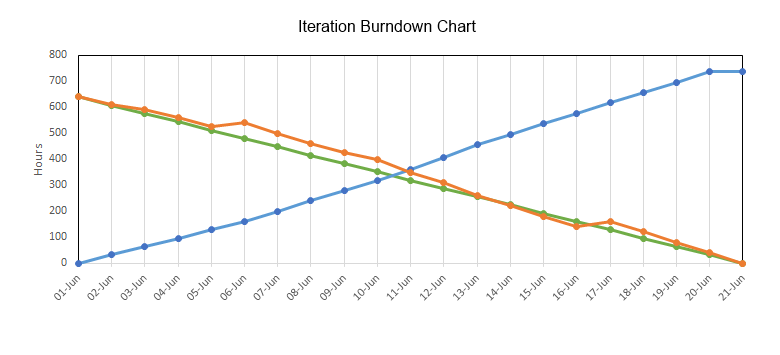 Iteration Burndown Chart
800
700
600
500
400
300
200
100
0
Hours
01-Jun
02-Jun
03-Jun
04-Jun
05-Jun
06-Jun
07-Jun
08-Jun
09-Jun
10-Jun
11-Jun
12-Jun
13-Jun
14-Jun
15-Jun
16-Jun
17-Jun
18-Jun
19-Jun
20-Jun
21-Jun